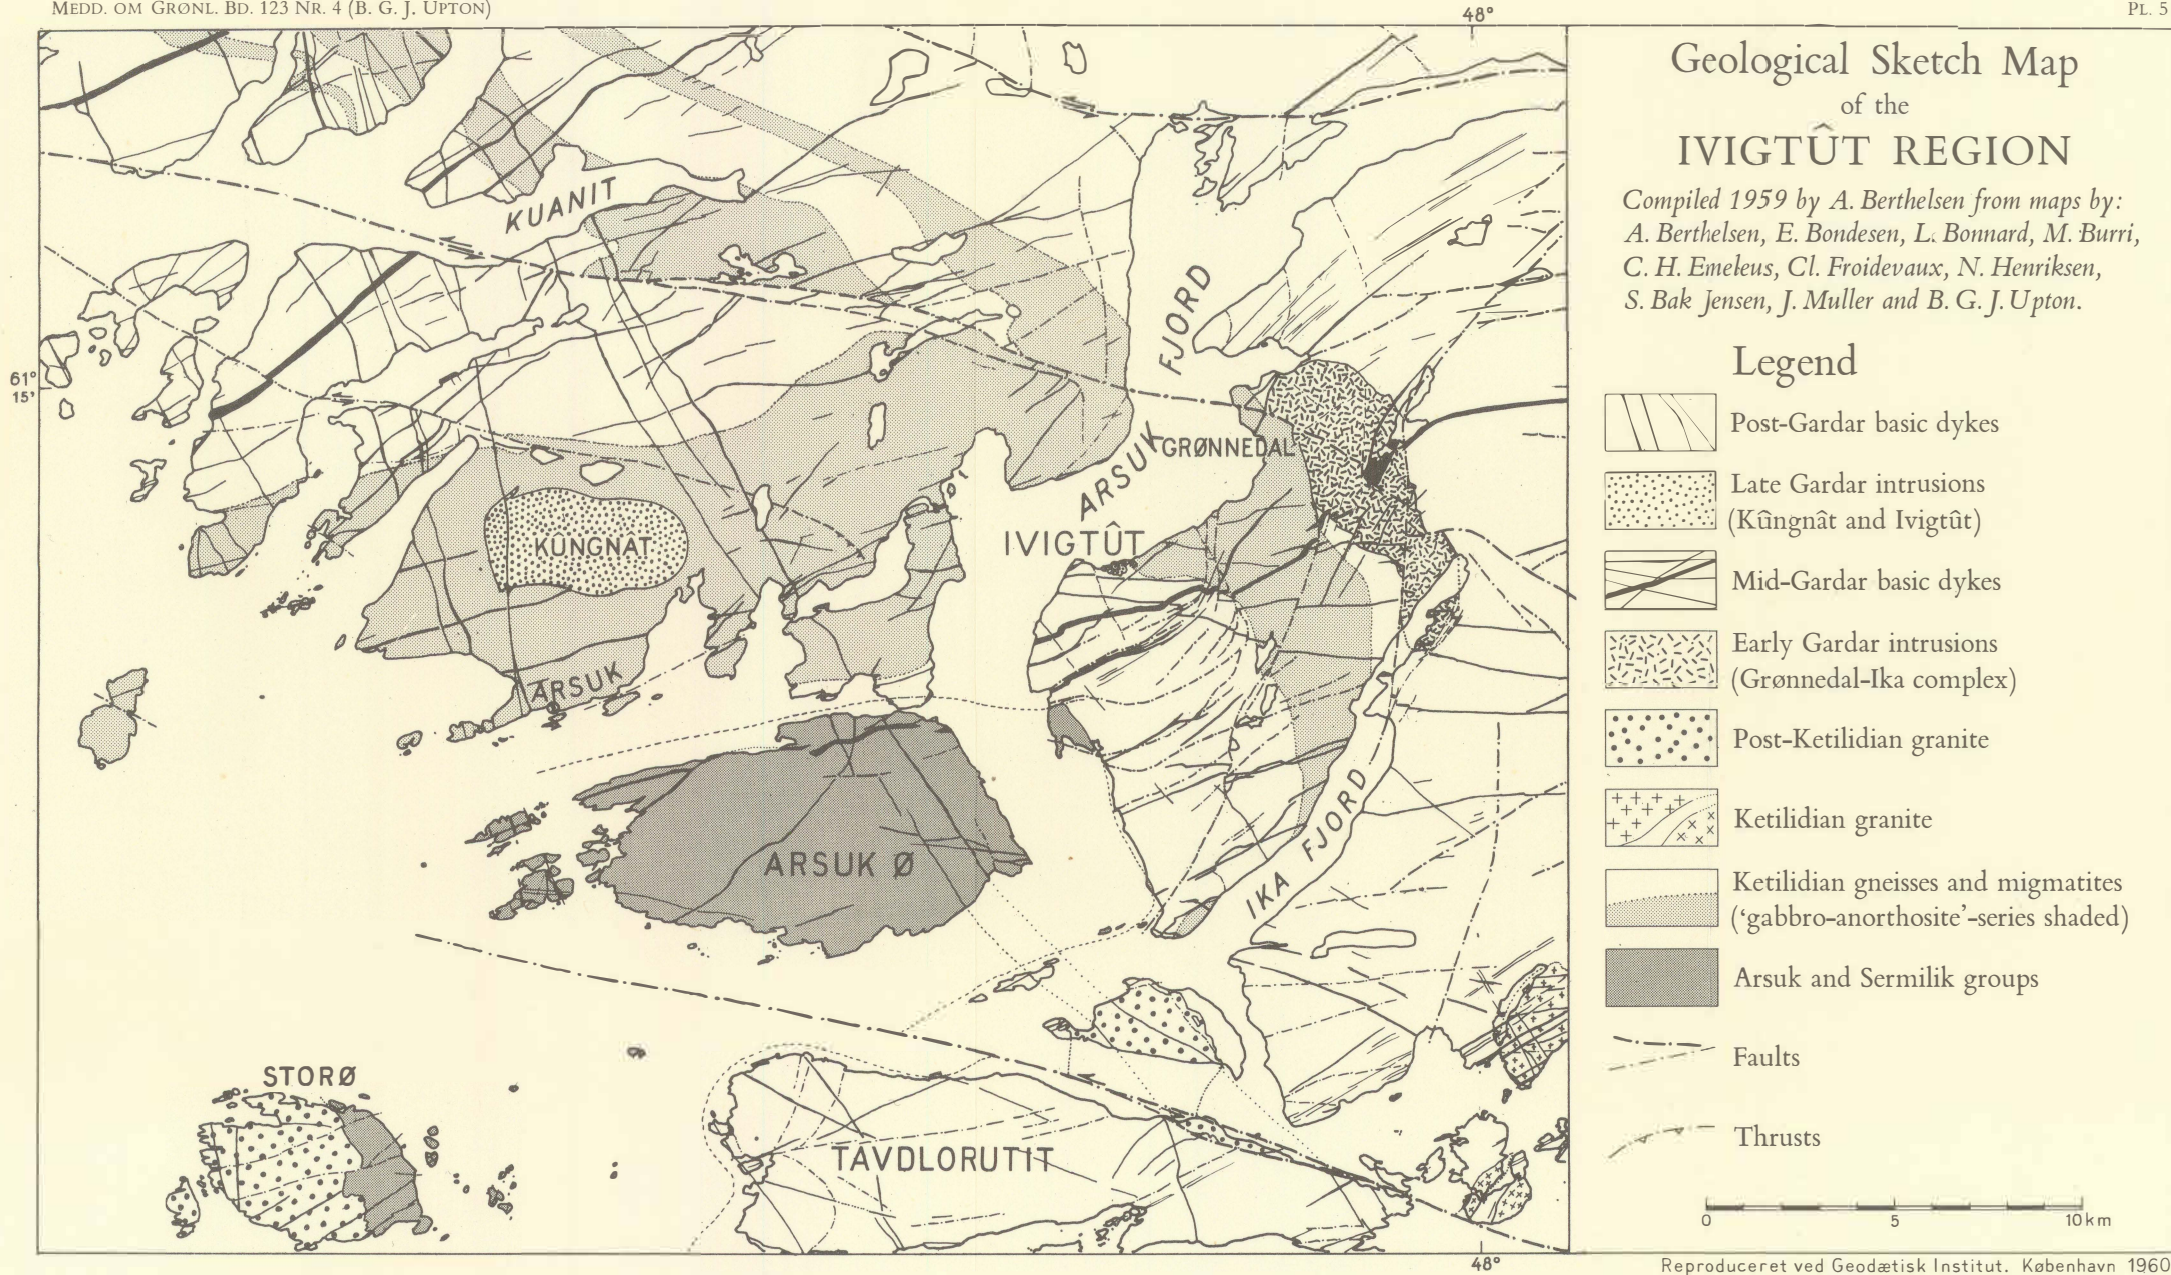 MEDD. OM GRØNL. BD. 123 NR. 4 (B. G. J. UPTON)
48°
PL. 5
Geological Sketch Map
of the
IVIGTÛT REGION
Compiled 1959 by A. Berthelsen from maps by:
A. Berthelsen, E. Bondesen, L. Bonnard, M. Burri,
C. H. Emeleus, Cl. Froidevaux, N. Henriksen,
S. Bak Jensen, J. Muller and B. G. J. Upton.
Legend
Post-Gardar basic dykes
Late Gardar intrusions
(Kûngnât and Ivigtût)
Mid-Gardar basic dykes
Early Gardar intrusions
(Grønnedal-Ika complex)
Post-Ketilidian granite
Ketilidian granite
Ketilidian gneisses and migmatites
('gabbro-anorthosite'-series shaded)
Arsuk and Sermilik groups
Faults
Thrusts
0 5 10 km
KUANIT
61°
15'
ARSUK FJORD
GRØNNEDAL
IVIGTÛT
KÛNGNAT
ARSUK
ARSUK Ø
IKA FJORD
STORØ
TAVDLORUTIT
48°
Reproduceret ved Geodætisk Institut. København 1960